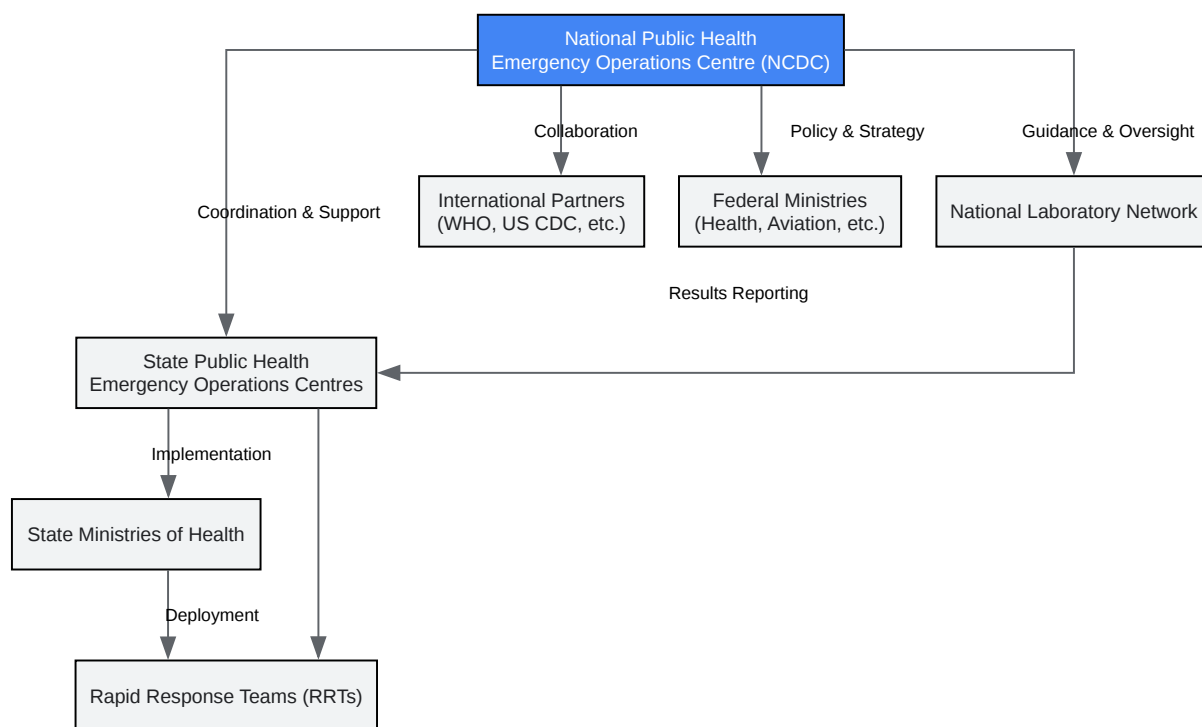 National Public Health
Emergency Operations Centre (NCDC)
Collaboration
Policy & Strategy
Guidance & Oversight
International Partners
(WHO, US CDC, etc.)
Federal Ministries
(Health, Aviation, etc.)
National Laboratory Network
Coordination & Support
Results Reporting
State Public Health
Emergency Operations Centres
Implementation
State Ministries of Health
Deployment
Rapid Response Teams (RRTs)